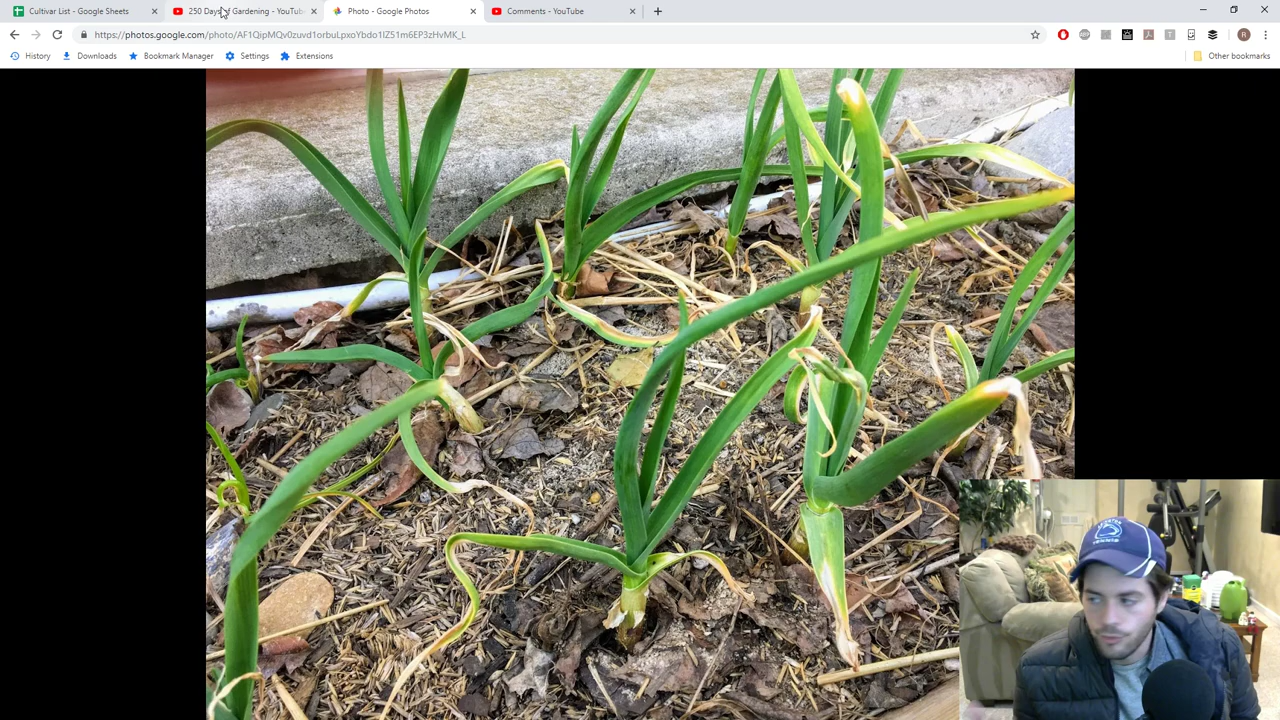 Cultivar List - Google Sheets
250 Days of Gardening - YouTub
Photo - Google Photos
Comments - YouTube
https://photos.google.com/photo/AF1QipMQv0zuvd1orbuLpxoYbdo1IZ51m6EP3zHvMK_L
History
Downloads
Bookmark Manager
Settings
Extensions
Other bookmarks
R
TENNIS